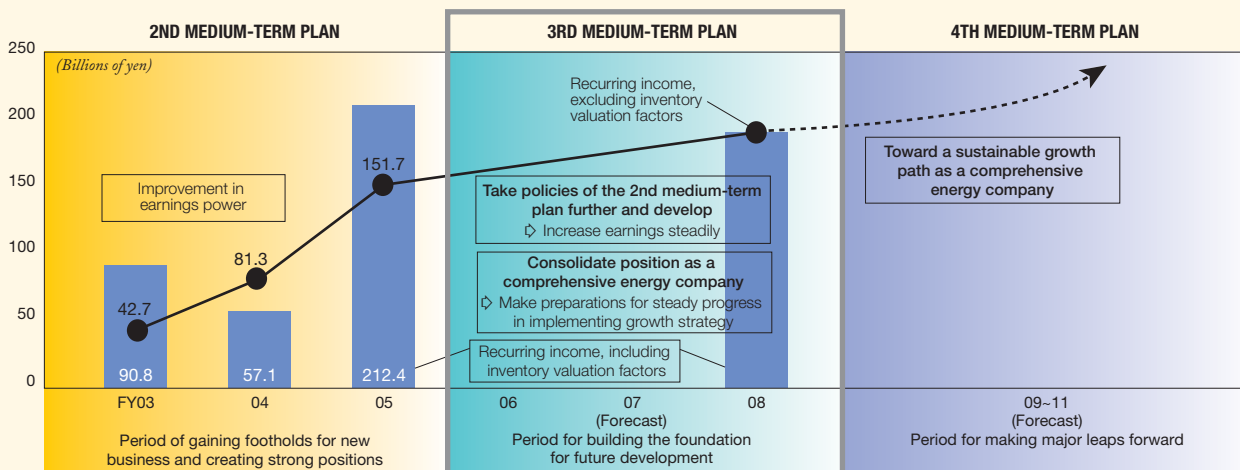 2ND MEDIUM-TERM PLAN
3RD MEDIUM-TERM PLAN
4TH MEDIUM-TERM PLAN
250
200
150
100
50
0
(Billions of yen)
Improvement in
earnings power
42.7
81.3
151.7
90.8
57.1
212.4
Recurring income,
excluding inventory
valuation factors
Take policies of the 2nd medium-term
plan further and develop
⇨ Increase earnings steadily
Consolidate position as a
comprehensive energy company
⇨ Make preparations for steady progress
in implementing growth strategy
Recurring income, including
inventory valuation factors
Toward a sustainable growth
path as a comprehensive
energy company
FY03
04
05
06
07
08
(Forecast)
09~11
(Forecast)
Period of gaining footholds for new
business and creating strong positions
Period for building the foundation
for future development
Period for making major leaps forward